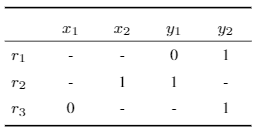 x₁ x₂ y₁ y₂
r₁ - - 0 1
r₂ - 1 1 -
r₃ 0 - - 1